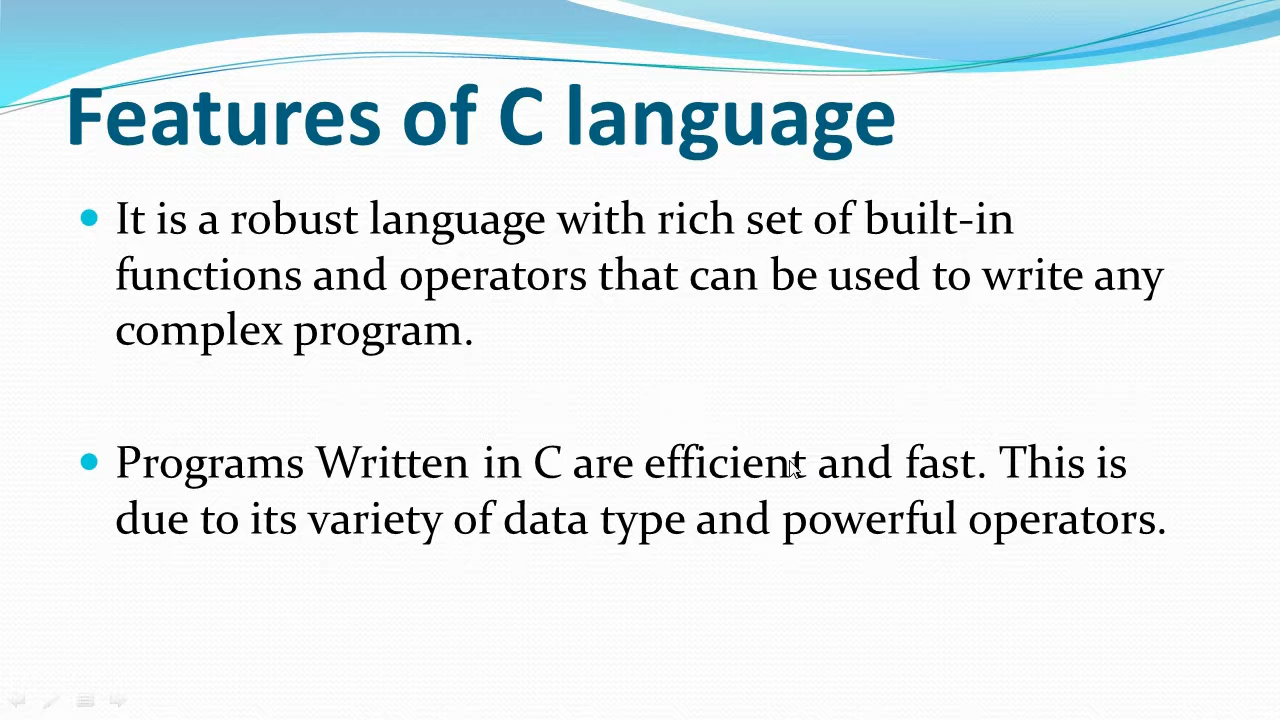 Features of C language
• It is a robust language with rich set of built-in
functions and operators that can be used to write any
complex program.
• Programs Written in C are efficient and fast. This is
due to its variety of data type and powerful operators.